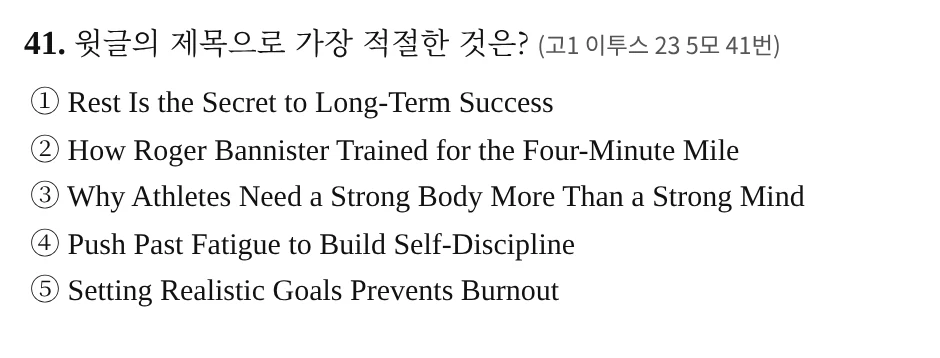 41. 윗글의 제목으로 가장 적절한 것은? (고1 이투스 23 5모 41번)
① Rest Is the Secret to Long-Term Success
② How Roger Bannister Trained for the Four-Minute Mile
③ Why Athletes Need a Strong Body More Than a Strong Mind
④ Push Past Fatigue to Build Self-Discipline
⑤ Setting Realistic Goals Prevents Burnout